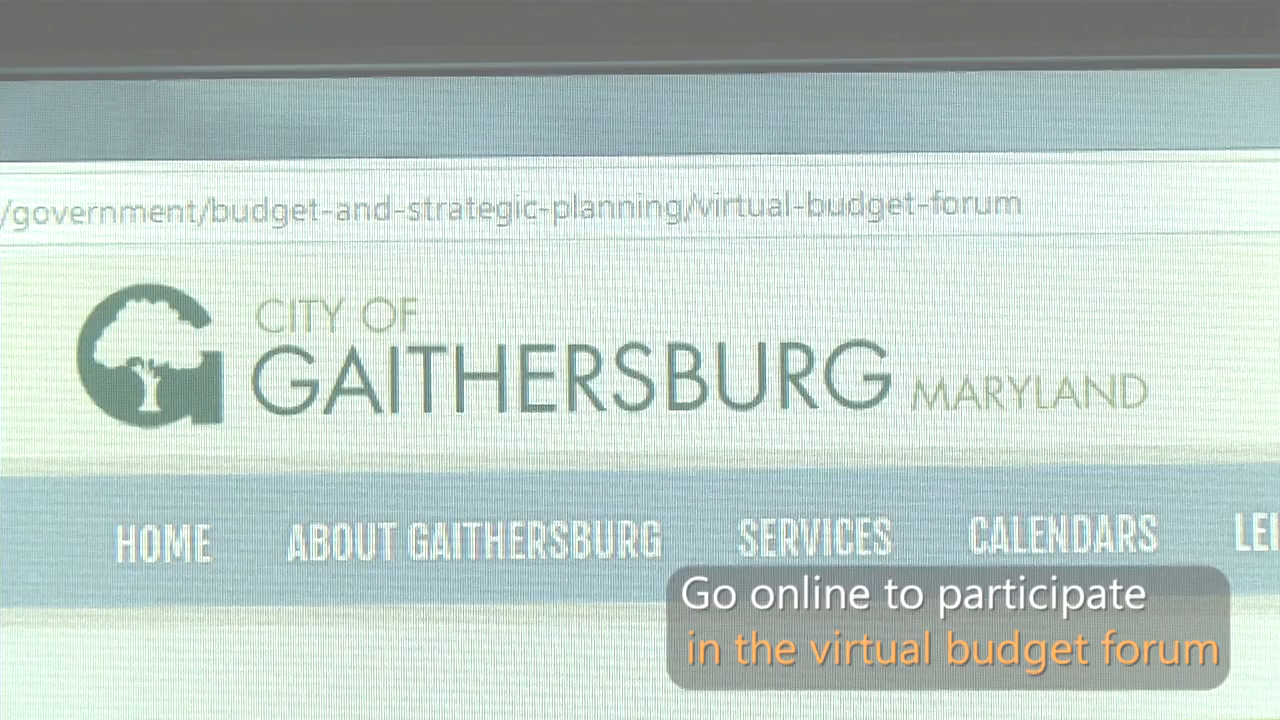 /government/budget-and-strategic-planning/virtual-budget-forum
CITY OF
GAITHERSBURG MARYLAND
HOME ABOUT GAITHERSBURG SERVICES CALENDARS
Go online to participate
in the virtual budget forum